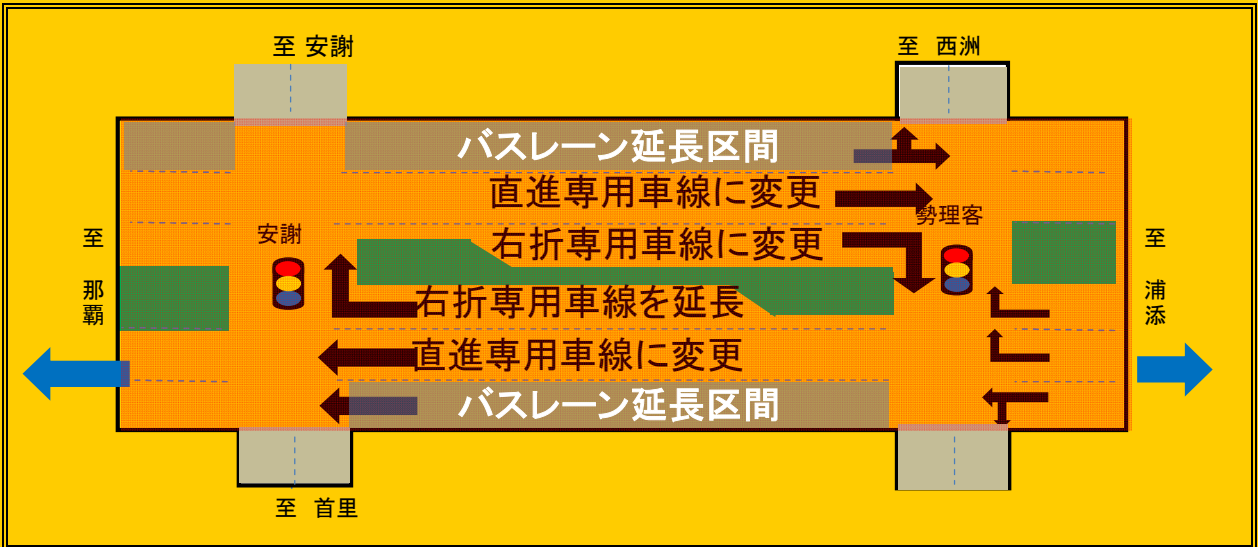 至 安謝
至 西洲
バスレーン延長区間
直進専用車線に変更
勢理客
安謝
右折専用車線に変更
至 那覇
至 浦添
右折専用車線を延長
直進専用車線に変更
バスレーン延長区間
至 首里